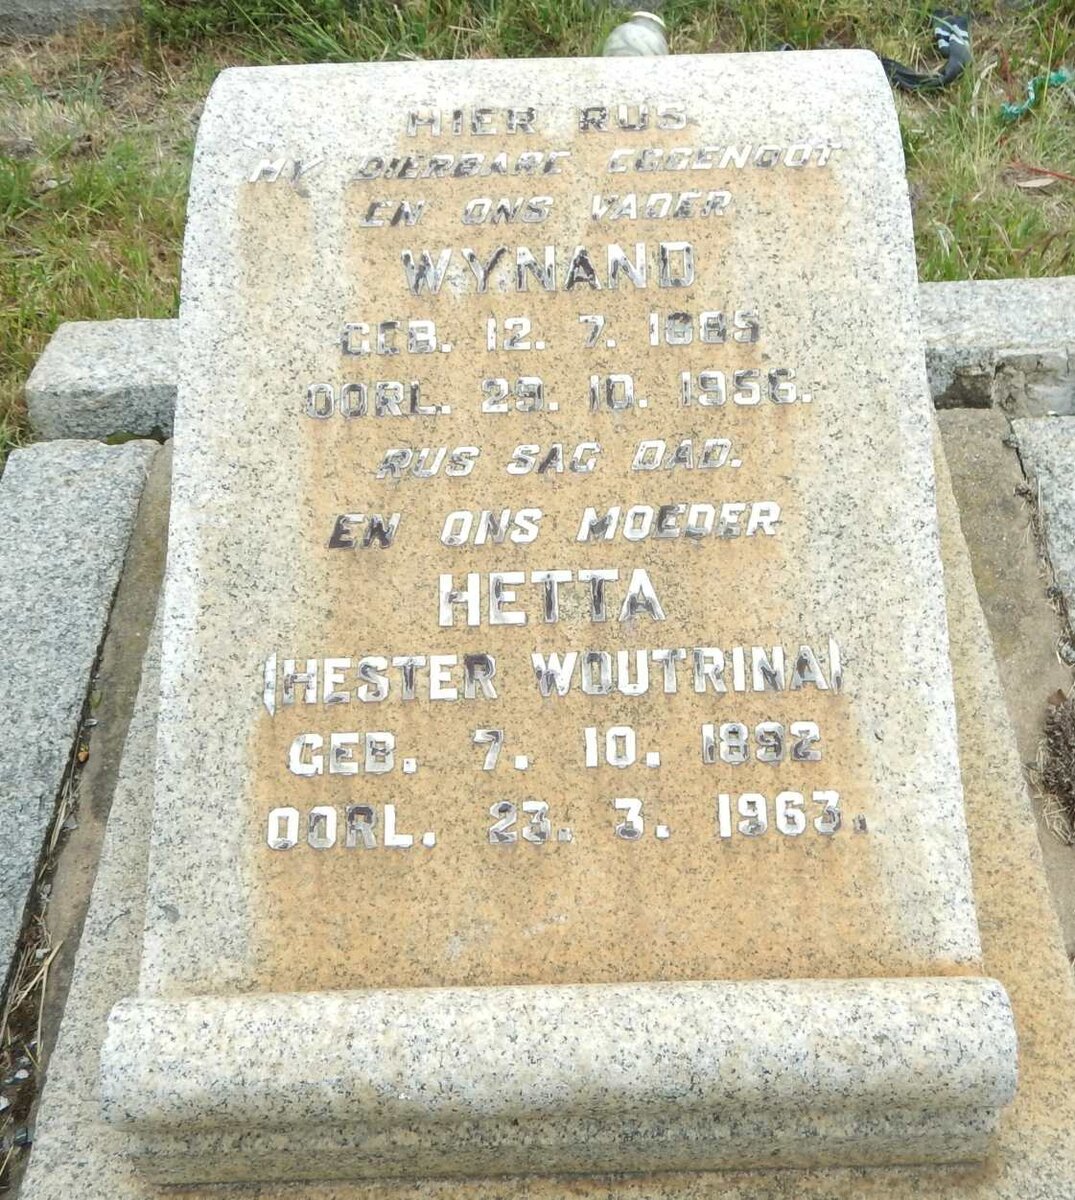 HIER RUS
MY DIERBARE EGGENOOT
EN ONS VADER
WYNAND
GEB. 12. 7. 1885
OORL. 29. 10. 1956.
RUS SAG DAD.
EN ONS MOEDER
HETTA
(HESTER WOUTRINA)
GEB. 7. 10. 1892
OORL. 23. 3. 1963.